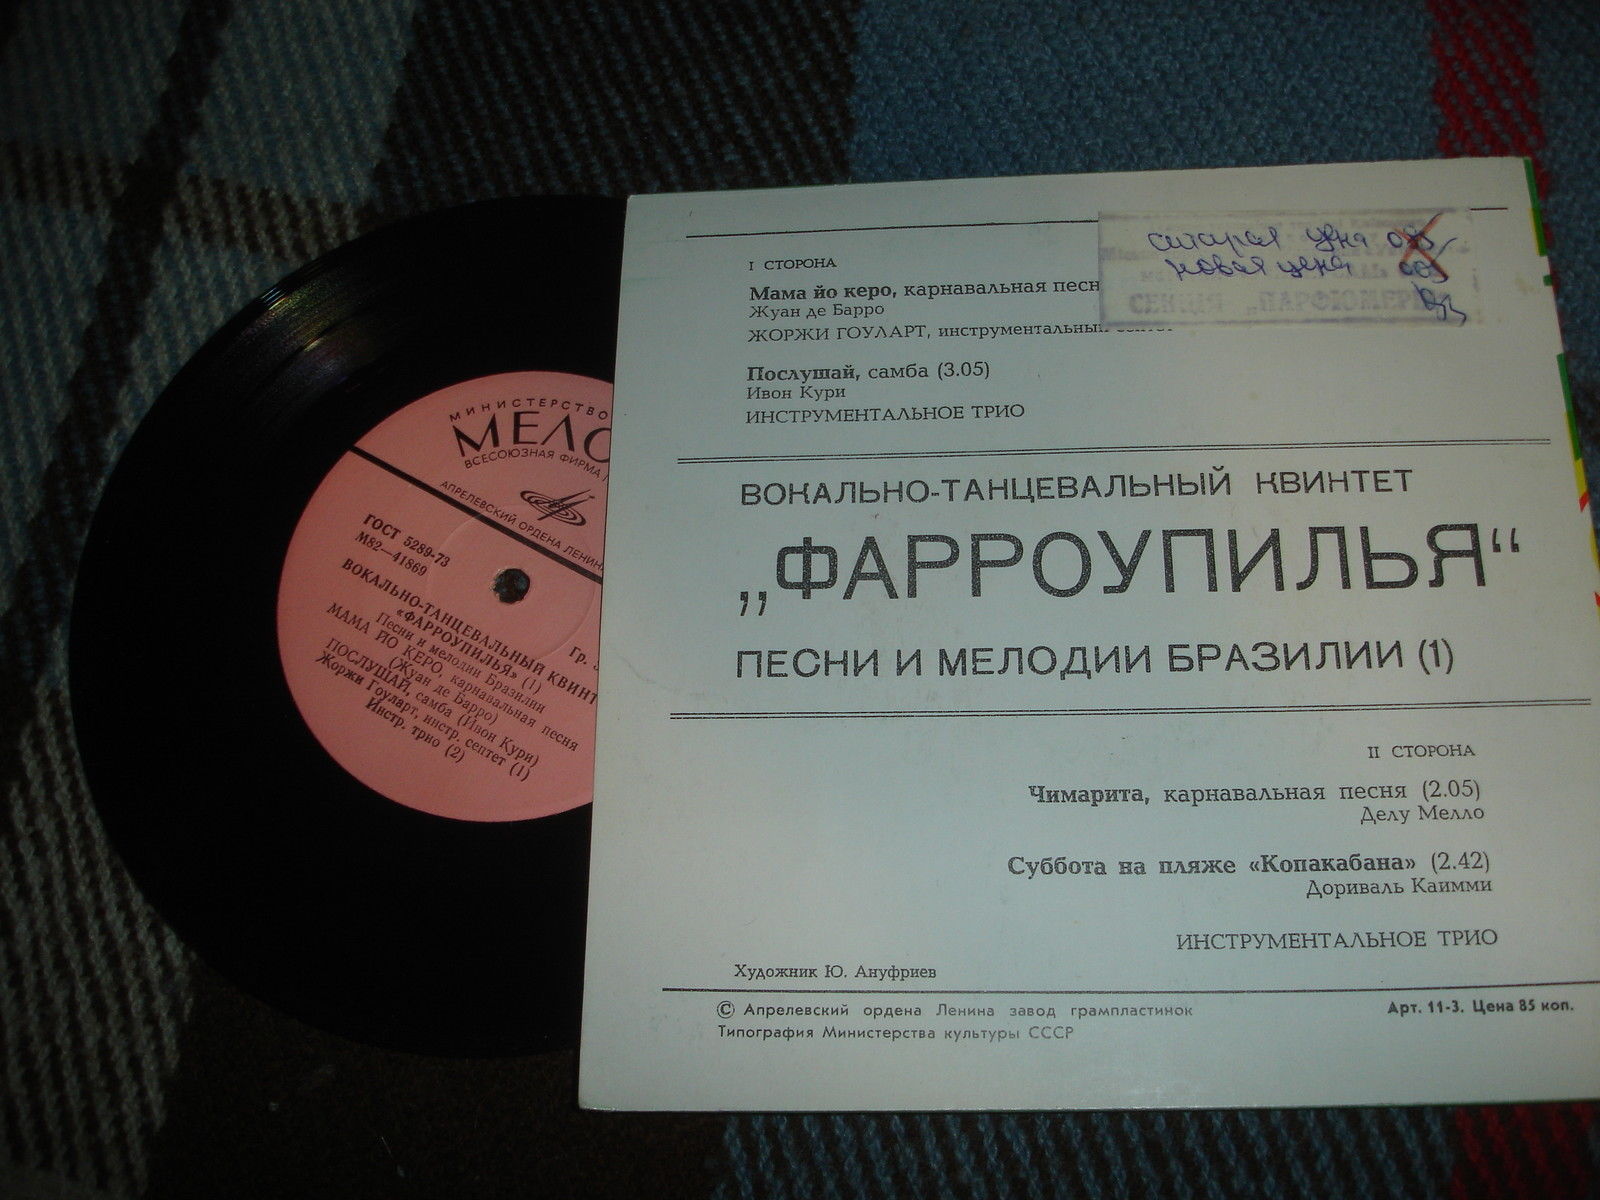 МИНИСТЕРСТВО
МЕЛО
ВСЕСОЮЗНАЯ ФИРМА
АПРЕЛЕВСКИЙ ОРДЕНА ЛЕНИНА
ГОСТ 5289-73
М82—41869
Гр.
ВОКАЛЬНО-ТАНЦЕВАЛЬНЫЙ КВИНТ
«ФАРРОУПИЛЬЯ»
Песни и мелодии Бразилии (1)
МАМА ЙО КЕРО, карнавальная песня
(Жуан де Барро)
ПОСЛУШАЙ, самба (Ивон Кури)
Жоржи Гоуларт, инстр. септет (1)
Инстр. трио (2)
I СТОРОНА
Мама йо керо, карнавальная песн
Жуан де Барро
ЖОРЖИ ГОУЛАРТ, инструментальный септет
Послушай, самба (3.05)
Ивон Кури
ИНСТРУМЕНТАЛЬНОЕ ТРИО
старая цена
новая цена
СЕКЦИЯ „ПАРФЮМЕРИ
ВОКАЛЬНО-ТАНЦЕВАЛЬНЫЙ КВИНТЕТ
„ФАРРОУПИЛЬЯ“
ПЕСНИ И МЕЛОДИИ БРАЗИЛИИ (1)
II СТОРОНА
Чимарита, карнавальная песня (2.05)
Делу Мелло
Суббота на пляже «Копакабана» (2.42)
Дориваль Каимми
ИНСТРУМЕНТАЛЬНОЕ ТРИО
Художник Ю. Ануфриев
© Апрелевский ордена Ленина завод грампластинок
Арт. 11-3. Цена 85 коп.
Типография Министерства культуры СССР